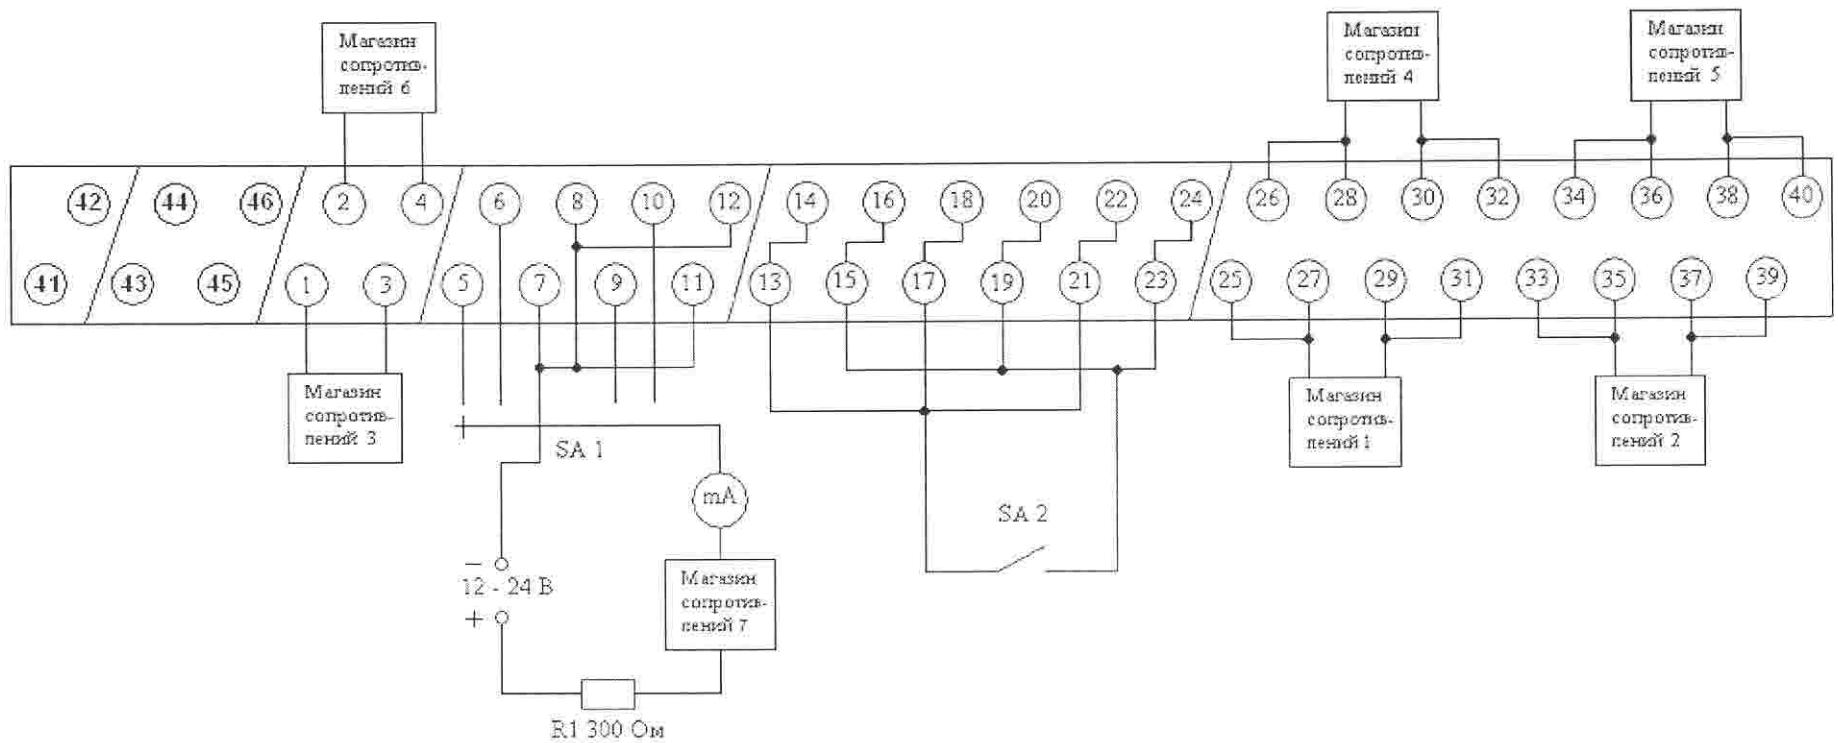 Магазин
сопротив-
лений 6
Магазин
сопротив-
лений 4
Магазин
сопротив-
лений 5
42 44 46 2 4 6 8 10 12 14 16 18 20 22 24 26 28 30 32 34 36 38 40
41 43 45 1 3 5 7 9 11 13 15 17 19 21 23 25 27 29 31 33 35 37 39
Магазин
сопротив-
лений 3
Магазин
сопротив-
лений 1
Магазин
сопротив-
лений 2
SA 1
mA
SA 2
−
12 - 24 В
+
Магазин
сопротив-
лений 7
R1 300 Ом